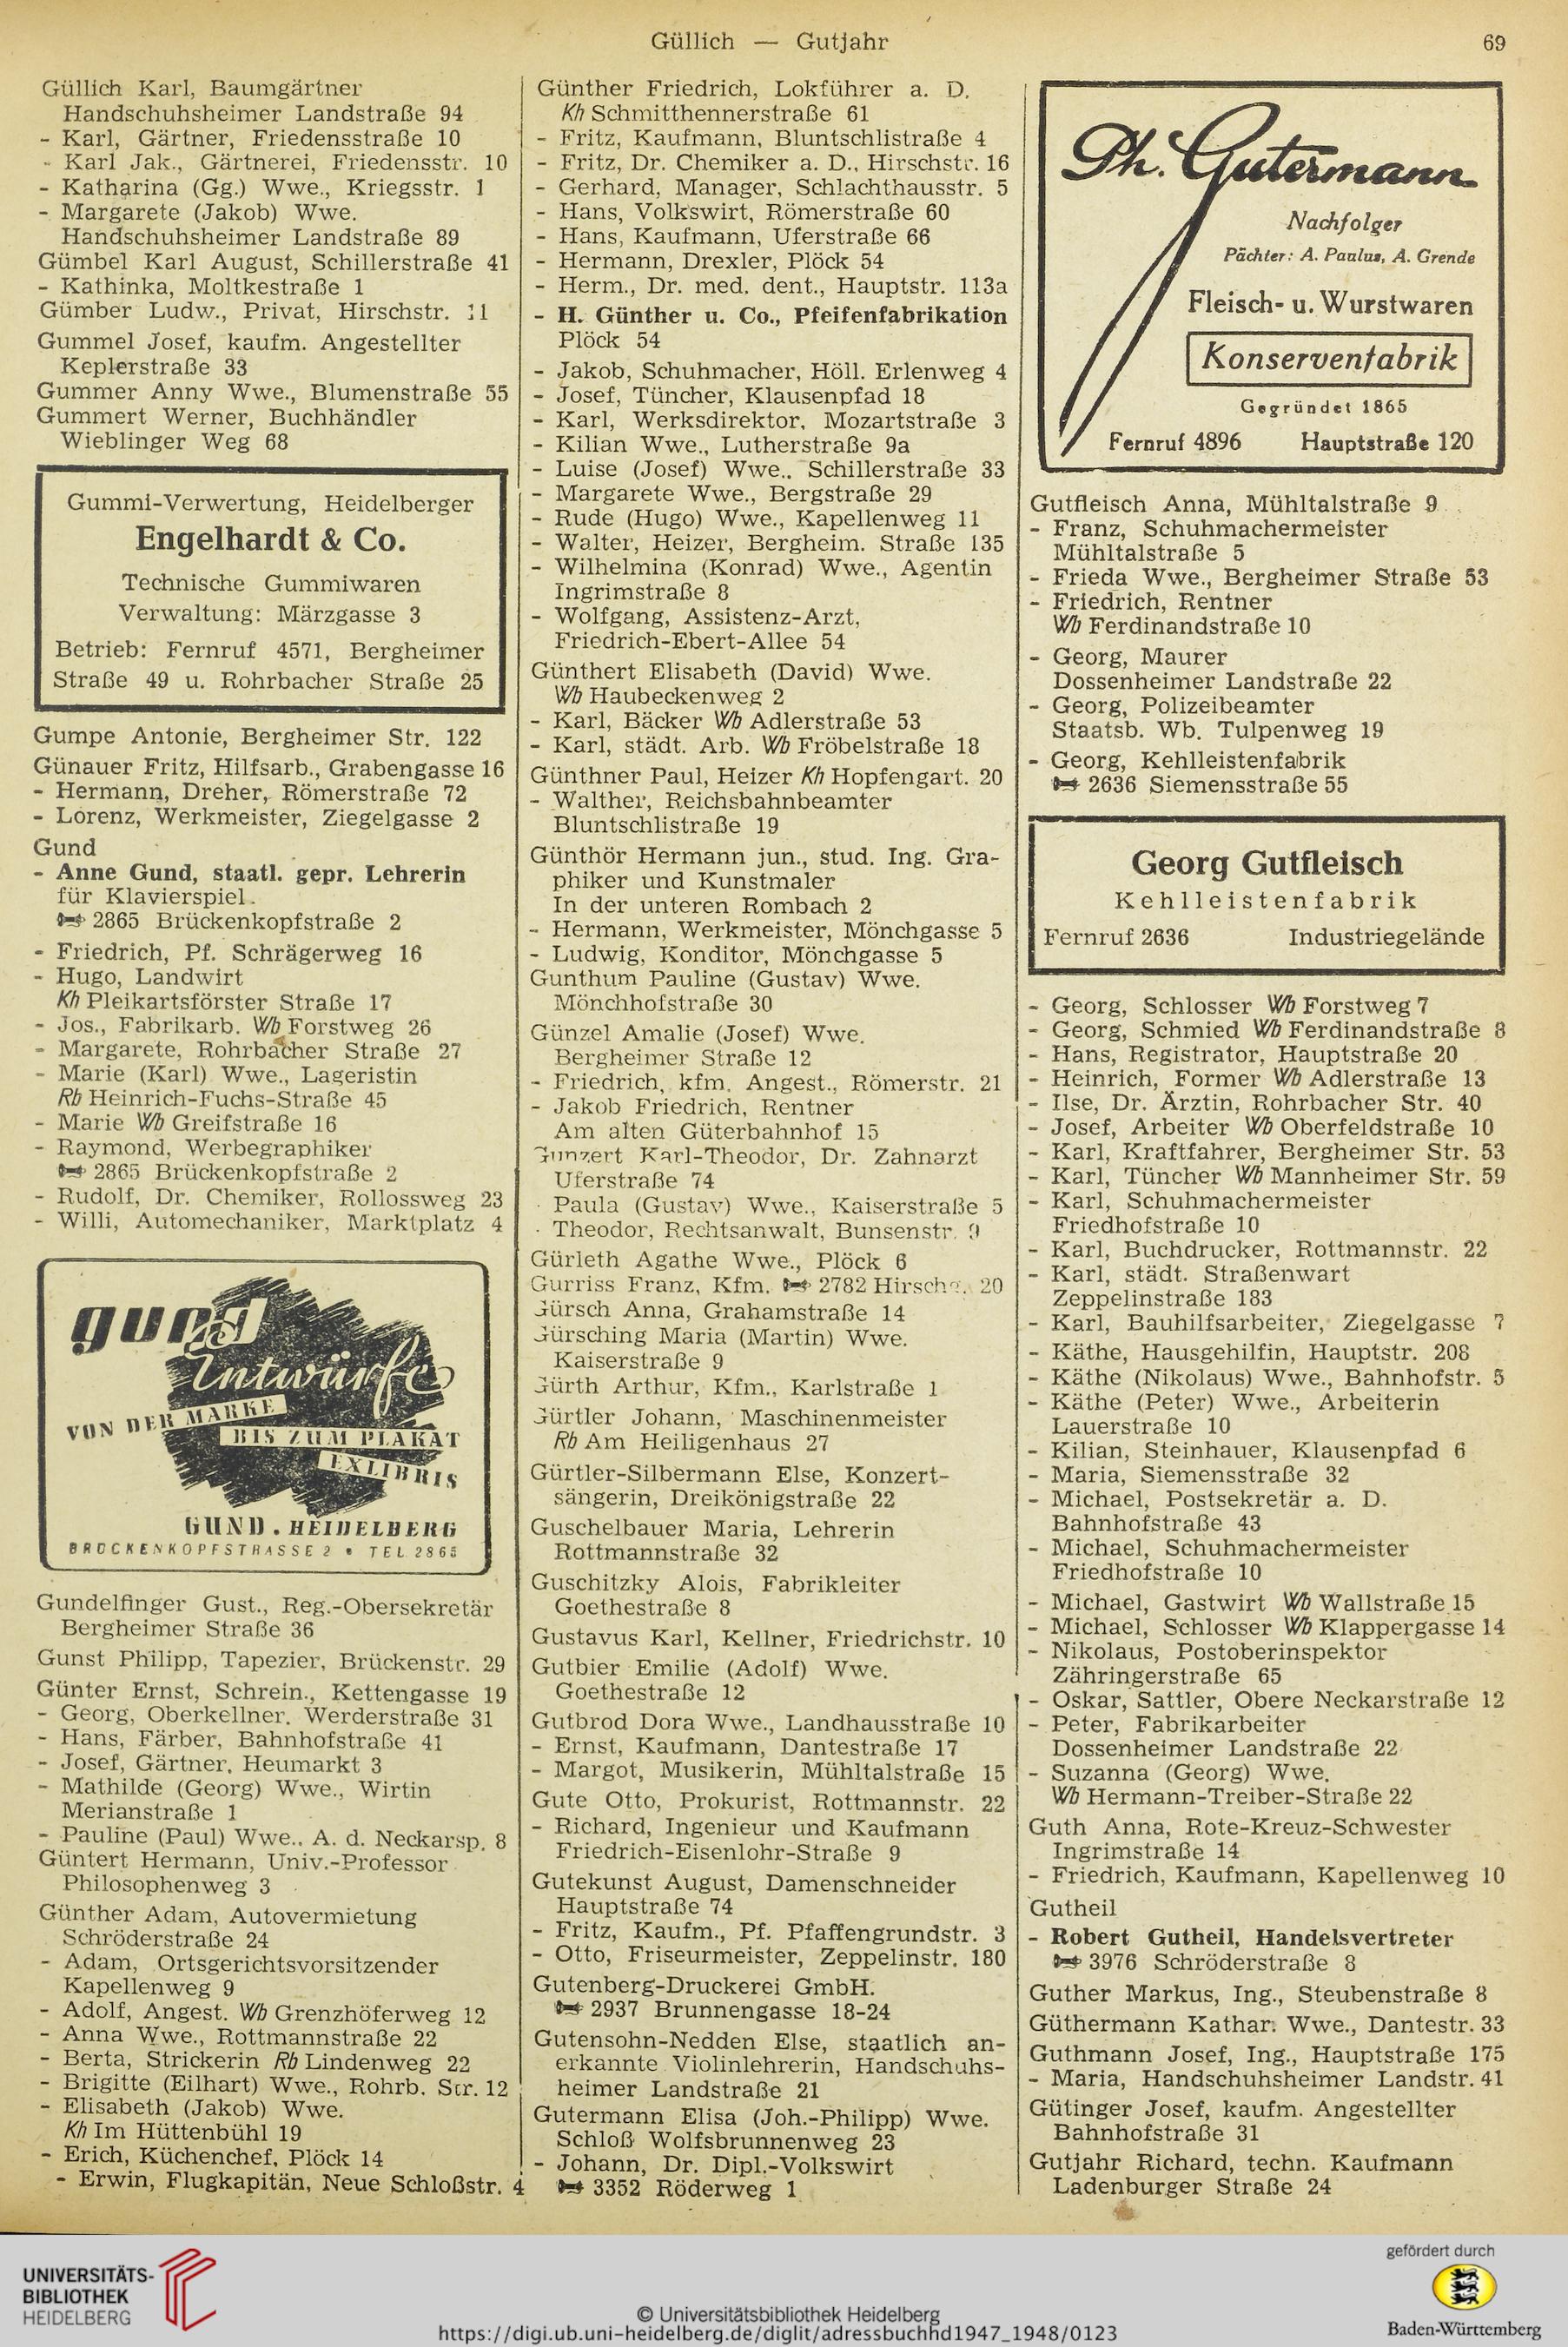 Güllich — Gutjahr
69
Güllich Karl, Baumgärtner
Handschuhsheimer Landstraße 94
- Karl, Gärtner, Friedensstraße 10
- Karl Jak., Gärtnerei, Friedensstr. 10
- Katharina (Gg.) Wwe., Kriegsstr. 1
- Margarete (Jakob) Wwe.
Handschuhsheimer Landstraße 89
Gümbel Karl August, Schillerstraße 41
- Kathinka, Moltkestraße 1
Gümber Ludw., Privat, Hirschstr. 11
Gummel Josef, kaufm. Angestellter
Keplerstraße 33
Gummer Anny Wwe., Blumenstraße 55
Gummert Werner, Buchhändler
Wieblinger Weg 68
Gummi-Verwertung, Heidelberger
Engelhardt & Co.
Technische Gummiwaren
Verwaltung: Märzgasse 3
Betrieb: Fernruf 4571, Bergheimer
Straße 49 u. Rohrbacher Straße 25
Gumpe Antonie, Bergheimer Str. 122
Günauer Fritz, Hilfsarb., Grabengasse 16
- Hermann, Dreher, Römerstraße 72
- Lorenz, Werkmeister, Ziegelgasse 2
Gund
- Anne Gund, staatl. gepr. Lehrerin
für Klavierspiel.
2865 Brückenkopfstraße 2
- Friedrich, Pf. Schrägerweg 16
- Hugo, Landwirt
Kh Pleikartsförster Straße 17
- Jos., Fabrikarb. Wb Forstweg 26
- Margarete, Rohrbacher Straße 27
- Marie (Karl) Wwe., Lageristin
Rb Heinrich-Fuchs-Straße 45
- Marie Wb Greifstraße 16
- Raymond, Werbegraphiker
2865 Brückenkopfstraße 2
- Rudolf, Dr. Chemiker, Rollossweg 23
- Willi, Automechaniker, Marktplatz 4
gund
Entwürfe
VON DER MARKE
BIS ZUM PLAKAT
EXLIBRIS
GUND . HEIDELBERG
BRÜCKENKOPFSTRASSE 2 • TEL. 2865
Gundelfinger Gust., Reg.-Obersekretär
Bergheimer Straße 36
Gunst Philipp, Tapezier, Brückenstr. 29
Günter Ernst, Schrein., Kettengasse 19
- Georg, Oberkellner, Werderstraße 31
- Hans, Färber, Bahnhofstraße 41
- Josef, Gärtner, Heumarkt 3
- Mathilde (Georg) Wwe., Wirtin
Merianstraße 1
- Pauline (Paul) Wwe., A. d. Neckarsp. 8
Güntert Hermann, Univ.-Professor
Philosophenweg 3
Günther Adam, Autovermietung
Schröderstraße 24
- Adam, Ortsgerichtsvorsitzender
Kapellenweg 9
- Adolf, Angest. Wb Grenzhöferweg 12
- Anna Wwe., Rottmannstraße 22
- Berta, Strickerin Rb Lindenweg 22
- Brigitte (Eilhart) Wwe., Rohrb. Str. 12
- Elisabeth (Jakob) Wwe.
Kh Im Hüttenbühl 19
- Erich, Küchenchef, Plöck 14
- Erwin, Flugkapitän, Neue Schloßstr. 4
Günther Friedrich, Lokführer a. D.
Kh Schmitthennerstraße 61
- Fritz, Kaufmann, Bluntschlistraße 4
- Fritz, Dr. Chemiker a. D., Hirschstr. 16
- Gerhard, Manager, Schlachthausstr. 5
- Hans, Volkswirt, Römerstraße 60
- Hans, Kaufmann, Uferstraße 66
- Hermann, Drexler, Plöck 54
- Herm., Dr. med. dent., Hauptstr. 113a
- H. Günther u. Co., Pfeifenfabrikation
Plöck 54
- Jakob, Schuhmacher, Höll. Erlenweg 4
- Josef, Tüncher, Klausenpfad 18
- Karl, Werksdirektor, Mozartstraße 3
- Kilian Wwe., Lutherstraße 9a
- Luise (Josef) Wwe., Schillerstraße 33
- Margarete Wwe., Bergstraße 29
- Rude (Hugo) Wwe., Kapellenweg 11
- Walter, Heizer, Bergheim. Straße 135
- Wilhelmina (Konrad) Wwe., Agentin
Ingrimstraße 8
- Wolfgang, Assistenz-Arzt,
Friedrich-Ebert-Allee 54
Günthert Elisabeth (David) Wwe.
Wb Haubeckenweg 2
- Karl, Bäcker Wb Adlerstraße 53
- Karl, städt. Arb. Wb Fröbelstraße 18
Günthner Paul, Heizer Kh Hopfengart. 20
- Walther, Reichsbahnbeamter
Bluntschlistraße 19
Günthör Hermann jun., stud. Ing. Gra-
phiker und Kunstmaler
In der unteren Rombach 2
- Hermann, Werkmeister, Mönchgasse 5
- Ludwig, Konditor, Mönchgasse 5
Gunthum Pauline (Gustav) Wwe.
Mönchhofstraße 30
Günzel Amalie (Josef) Wwe.
Bergheimer Straße 12
- Friedrich, kfm. Angest., Römerstr. 21
- Jakob Friedrich, Rentner
Am alten Güterbahnhof 15
Gunzert Karl-Theodor, Dr. Zahnarzt
Uferstraße 74
- Paula (Gustav) Wwe., Kaiserstraße 5
- Theodor, Rechtsanwalt, Bunsenstr. 9
Gürleth Agathe Wwe., Plöck 6
Gurriss Franz, Kfm. 2782 Hirschg. 20
Gürsch Anna, Grahamstraße 14
Gürsching Maria (Martin) Wwe.
Kaiserstraße 9
Gürth Arthur, Kfm., Karlstraße 1
Gürtler Johann, Maschinenmeister
Rb Am Heiligenhaus 27
Gürtler-Silbermann Else, Konzert-
sängerin, Dreikönigstraße 22
Guschelbauer Maria, Lehrerin
Rottmannstraße 32
Guschitzky Alois, Fabrikleiter
Goethestraße 8
Gustavus Karl, Kellner, Friedrichstr. 10
Gutbier Emilie (Adolf) Wwe.
Goethestraße 12
Gutbrod Dora Wwe., Landhausstraße 10
- Ernst, Kaufmann, Dantestraße 17
- Margot, Musikerin, Mühltalstraße 15
Gute Otto, Prokurist, Rottmannstr. 22
- Richard, Ingenieur und Kaufmann
Friedrich-Eisenlohr-Straße 9
Gutekunst August, Damenschneider
Hauptstraße 74
- Fritz, Kaufm., Pf. Pfaffengrundstr. 3
- Otto, Friseurmeister, Zeppelinstr. 180
Gutenberg-Druckerei GmbH.
2937 Brunnengasse 18-24
Gutensohn-Nedden Else, staatlich an-
erkannte Violinlehrerin, Handschuhs-
heimer Landstraße 21
Gutermann Elisa (Joh.-Philipp) Wwe.
Schloß Wolfsbrunnenweg 23
- Johann, Dr. Dipl.-Volkswirt
3352 Röderweg 1
Ph. Gutermann
Nachfolger
Pächter: A. Paulus, A. Grende
Fleisch- u. Wurstwaren
Konservenfabrik
Gegründet 1865
Fernruf 4896 Hauptstraße 120
Gutfleisch Anna, Mühltalstraße 9
- Franz, Schuhmachermeister
Mühltalstraße 5
- Frieda Wwe., Bergheimer Straße 53
- Friedrich, Rentner
Wb Ferdinandstraße 10
- Georg, Maurer
Dossenheimer Landstraße 22
- Georg, Polizeibeamter
Staatsb. Wb. Tulpenweg 19
- Georg, Kehlleistenfabrik
2636 Siemensstraße 55
Georg Gutfleisch
Kehlleistenfabrik
Fernruf 2636 Industriegelände
- Georg, Schlosser Wb Forstweg 7
- Georg, Schmied Wb Ferdinandstraße 8
- Hans, Registrator, Hauptstraße 20
- Heinrich, Former Wb Adlerstraße 13
- Ilse, Dr. Ärztin, Rohrbacher Str. 40
- Josef, Arbeiter Wb Oberfeldstraße 10
- Karl, Kraftfahrer, Bergheimer Str. 53
- Karl, Tüncher Wb Mannheimer Str. 59
- Karl, Schuhmachermeister
Friedhofstraße 10
- Karl, Buchdrucker, Rottmannstr. 22
- Karl, städt. Straßenwart
Zeppelinstraße 183
- Karl, Bauhilfsarbeiter, Ziegelgasse 7
- Käthe, Hausgehilfin, Hauptstr. 208
- Käthe (Nikolaus) Wwe., Bahnhofstr. 5
- Käthe (Peter) Wwe., Arbeiterin
Lauerstraße 10
- Kilian, Steinhauer, Klausenpfad 6
- Maria, Siemensstraße 32
- Michael, Postsekretär a. D.
Bahnhofstraße 43
- Michael, Schuhmachermeister
Friedhofstraße 10
- Michael, Gastwirt Wb Wallstraße 15
- Michael, Schlosser Wb Klappergasse 14
- Nikolaus, Postoberinspektor
Zähringerstraße 65
- Oskar, Sattler, Obere Neckarstraße 12
- Peter, Fabrikarbeiter
Dossenheimer Landstraße 22
- Suzanna (Georg) Wwe.
Wb Hermann-Treiber-Straße 22
Guth Anna, Rote-Kreuz-Schwester
Ingrimstraße 14
- Friedrich, Kaufmann, Kapellenweg 10
Gutheil
- Robert Gutheil, Handelsvertreter
3976 Schröderstraße 8
Guther Markus, Ing., Steubenstraße 8
Güthermann Kathar. Wwe., Dantestr. 33
Guthmann Josef, Ing., Hauptstraße 175
- Maria, Handschuhsheimer Landstr. 41
Gütinger Josef, kaufm. Angestellter
Bahnhofstraße 31
Gutjahr Richard, techn. Kaufmann
Ladenburger Straße 24
UNIVERSITÄTS-
BIBLIOTHEK
HEIDELBERG
© Universitätsbibliothek Heidelberg
https://digi.ub.uni-heidelberg.de/diglit/adressbuchhd1947_1948/0123
gefördert durch
Baden-Württemberg